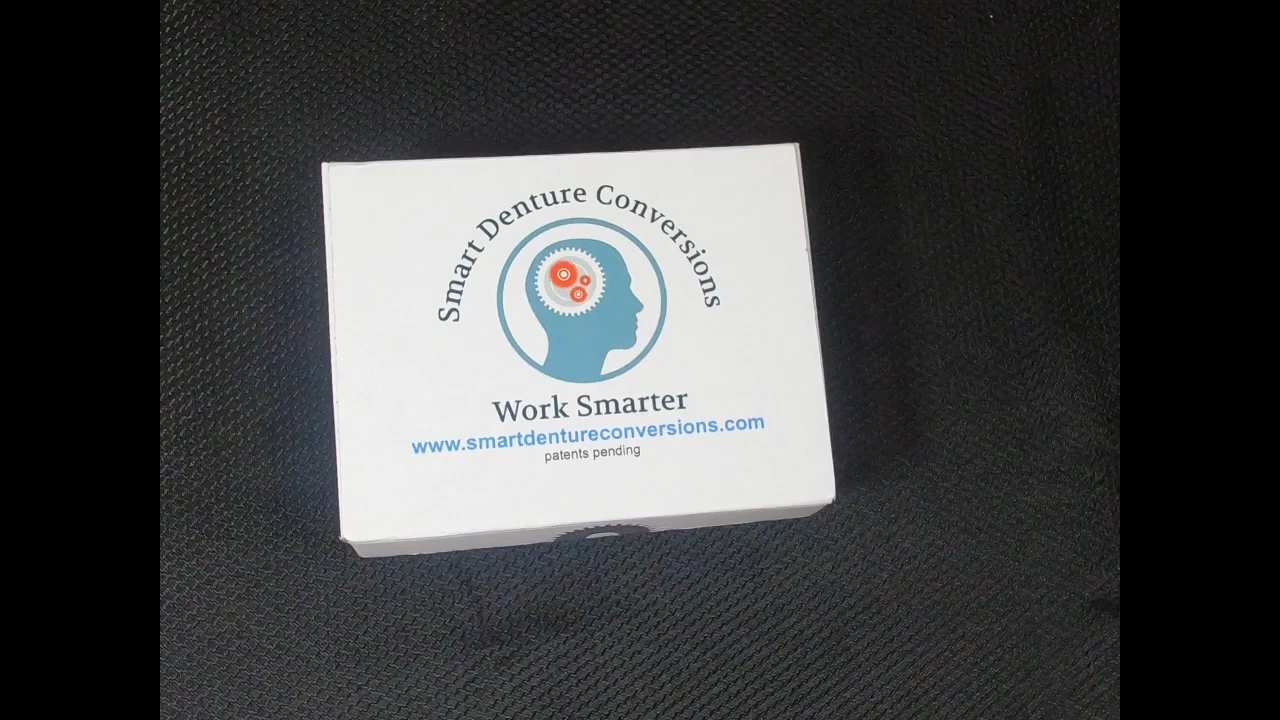 Smart Denture Conversions
Work Smarter
www.smartdentureconversions.com
patents pending